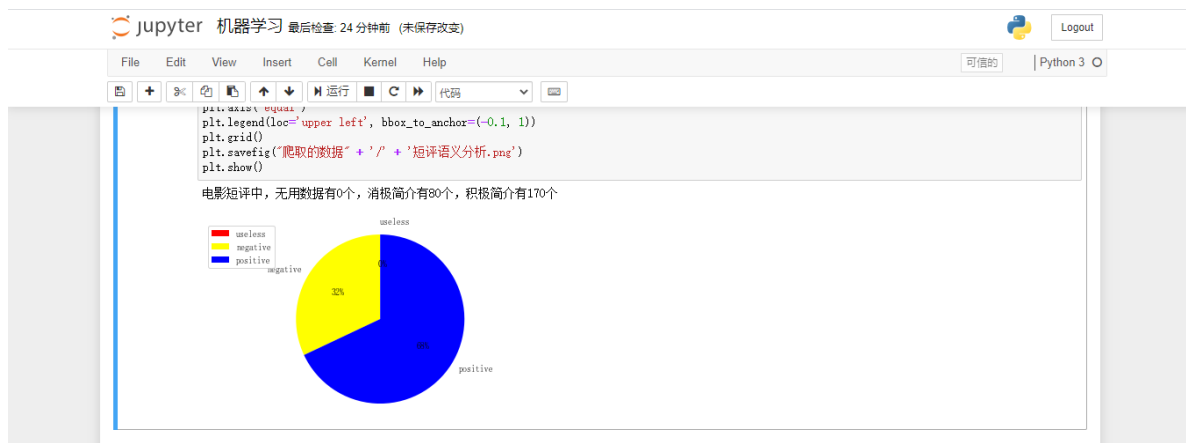 jupyter 机器学习 最后检查: 24 分钟前 (未保存改变)
Logout
File Edit View Insert Cell Kernel Help
可信的 Python 3
运行 代码
plt.axis('equal')
plt.legend(loc='upper left', bbox_to_anchor=(-0.1, 1))
plt.grid()
plt.savefig("爬取的数据" + '/' + '短评语义分析.png')
plt.show()
电影短评中，无用数据有0个，消极简介有80个，积极简介有170个
useless
useless
negative
positive
negative
0%
32%
68%
positive